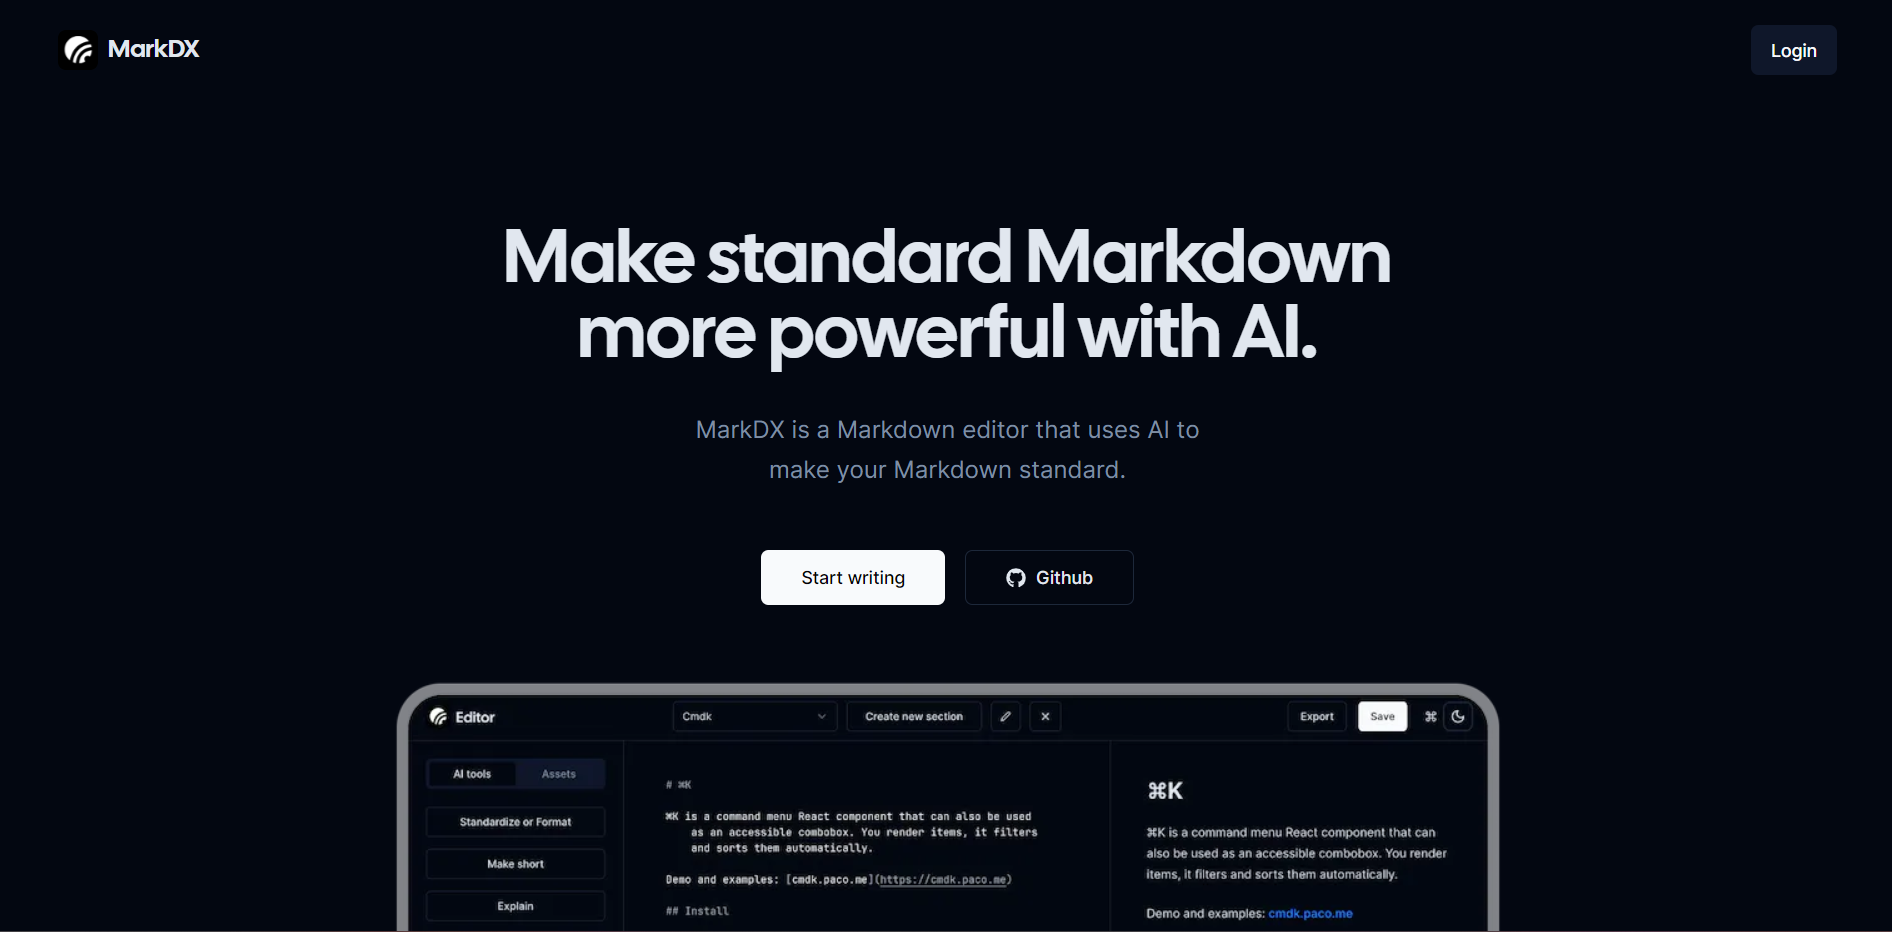 MarkDX
Login
Make standard Markdown
more powerful with AI.
MarkDX is a Markdown editor that uses AI to
make your Markdown standard.
Start writing
Github
Editor
Cmdk
Create new section
Export
Save
⌘
AI tools
Assets
Standardize or Format
Make short
Explain
# ⌘K
⌘K is a command menu React component that can also be used
as an accessible combobox. You render items, it filters
and sorts them automatically.
Demo and examples: [cmdk.paco.me](https://cmdk.paco.me)
## Install
⌘K
⌘K is a command menu React component that can
also be used as an accessible combobox. You render
items, it filters and sorts them automatically.
Demo and examples: cmdk.paco.me